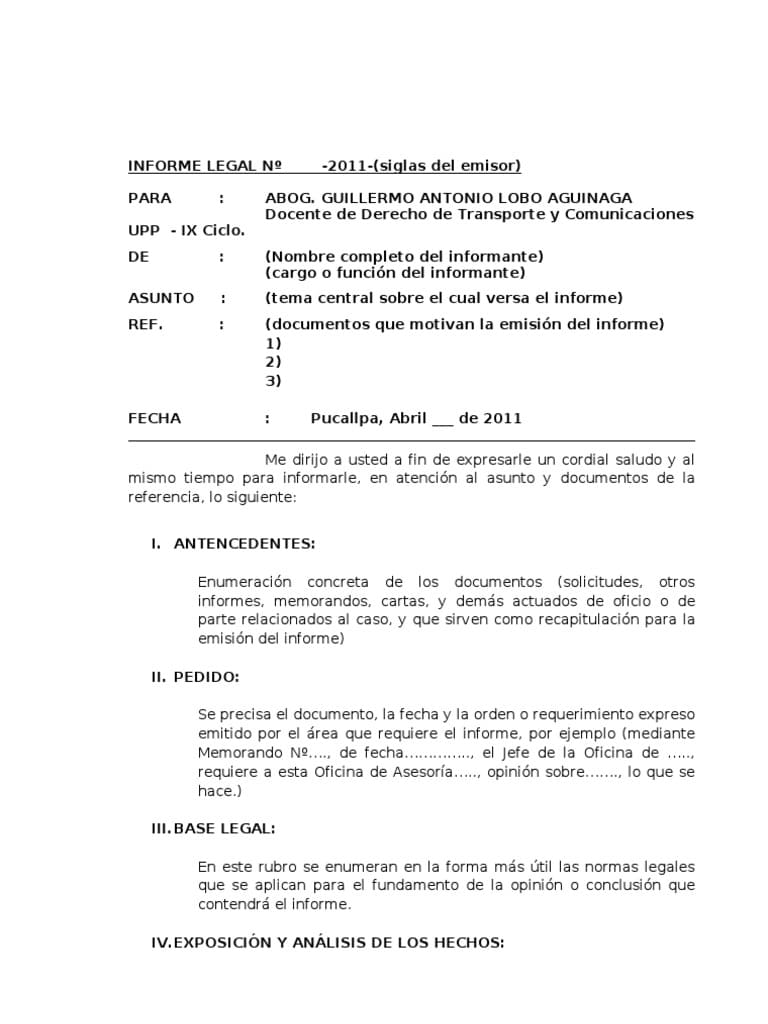 INFORME LEGAL Nº -2011-(siglas del emisor)
PARA : ABOG. GUILLERMO ANTONIO LOBO AGUINAGA
Docente de Derecho de Transporte y Comunicaciones
UPP - IX Ciclo.
DE : (Nombre completo del informante)
(cargo o función del informante)
ASUNTO : (tema central sobre el cual versa el informe)
REF. : (documentos que motivan la emisión del informe)
1)
2)
3)
FECHA : Pucallpa, Abril ___ de 2011
Me dirijo a usted a fin de expresarle un cordial saludo y al
mismo tiempo para informarle, en atención al asunto y documentos de la
referencia, lo siguiente:
I. ANTENCEDENTES:
Enumeración concreta de los documentos (solicitudes, otros
informes, memorandos, cartas, y demás actuados de oficio o de
parte relacionados al caso, y que sirven como recapitulación para la
emisión del informe)
II. PEDIDO:
Se precisa el documento, la fecha y la orden o requerimiento expreso
emitido por el área que requiere el informe, por ejemplo (mediante
Memorando Nº…., de fecha………….., el Jefe de la Oficina de …..,
requiere a esta Oficina de Asesoría….., opinión sobre……., lo que se
hace.)
III. BASE LEGAL:
En este rubro se enumeran en la forma más útil las normas legales
que se aplican para el fundamento de la opinión o conclusión que
contendrá el informe.
IV. EXPOSICIÓN Y ANÁLISIS DE LOS HECHOS: